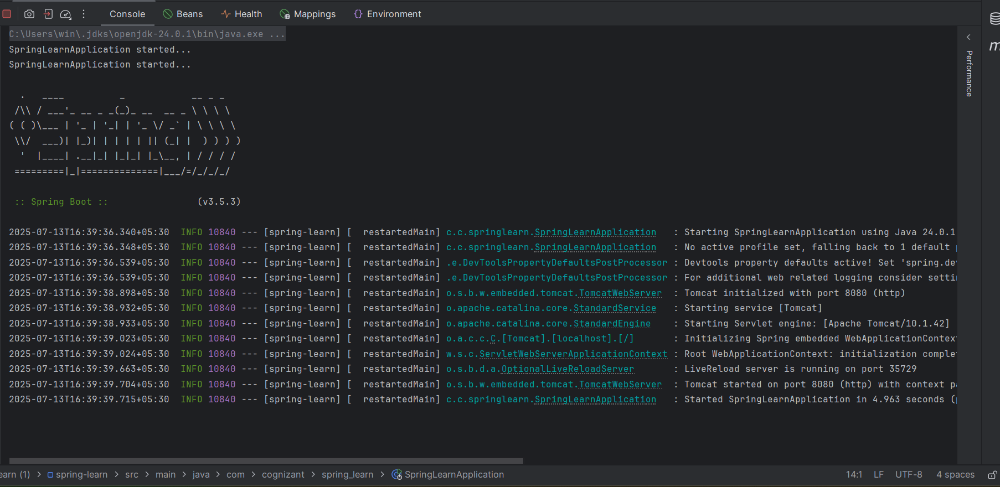 Console Beans Health Mappings Environment
C:\Users\win\.jdks\openjdk-24.0.1\bin\java.exe ...
SpringLearnApplication started...
SpringLearnApplication started...
  .   ____          _            __ _ _
 /\\ / ___'_ __ _ _(_)_ __  __ _ \ \ \ \
( ( )\___ | '_ | '_| | '_ \/ _` | \ \ \ \
 \\/  ___)| |_)| | | | | || (_| |  ) ) ) )
  '  |____| .__|_| |_|_| |_\__, | / / / /
 =========|_|==============|___/=/_/_/_/
 :: Spring Boot ::                (v3.5.3)
2025-07-13T16:39:36.340+05:30  INFO 10840 --- [spring-learn] [  restartedMain] c.c.springlearn.SpringLearnApplication   : Starting SpringLearnApplication using Java 24.0.1
2025-07-13T16:39:36.348+05:30  INFO 10840 --- [spring-learn] [  restartedMain] c.c.springlearn.SpringLearnApplication   : No active profile set, falling back to 1 default
2025-07-13T16:39:36.539+05:30  INFO 10840 --- [spring-learn] [  restartedMain] .e.DevToolsPropertyDefaultsPostProcessor : Devtools property defaults active! Set 'spring.de
2025-07-13T16:39:36.539+05:30  INFO 10840 --- [spring-learn] [  restartedMain] .e.DevToolsPropertyDefaultsPostProcessor : For additional web related logging consider setti
2025-07-13T16:39:38.898+05:30  INFO 10840 --- [spring-learn] [  restartedMain] o.s.b.w.embedded.tomcat.TomcatWebServer  : Tomcat initialized with port 8080 (http)
2025-07-13T16:39:38.932+05:30  INFO 10840 --- [spring-learn] [  restartedMain] o.apache.catalina.core.StandardService   : Starting service [Tomcat]
2025-07-13T16:39:38.933+05:30  INFO 10840 --- [spring-learn] [  restartedMain] o.apache.catalina.core.StandardEngine    : Starting Servlet engine: [Apache Tomcat/10.1.42]
2025-07-13T16:39:39.023+05:30  INFO 10840 --- [spring-learn] [  restartedMain] o.a.c.c.C.[Tomcat].[localhost].[/]       : Initializing Spring embedded WebApplicationContext
2025-07-13T16:39:39.024+05:30  INFO 10840 --- [spring-learn] [  restartedMain] w.s.c.ServletWebServerApplicationContext : Root WebApplicationContext: initialization comple
2025-07-13T16:39:39.663+05:30  INFO 10840 --- [spring-learn] [  restartedMain] o.s.b.d.a.OptionalLiveReloadServer       : LiveReload server is running on port 35729
2025-07-13T16:39:39.704+05:30  INFO 10840 --- [spring-learn] [  restartedMain] o.s.b.w.embedded.tomcat.TomcatWebServer  : Tomcat started on port 8080 (http) with context p
2025-07-13T16:39:39.715+05:30  INFO 10840 --- [spring-learn] [  restartedMain] c.c.springlearn.SpringLearnApplication   : Started SpringLearnApplication in 4.963 seconds (
Performance
earn (1) > spring-learn > src > main > java > com > cognizant > spring_learn > SpringLearnApplication
14:1 LF UTF-8 4 spaces